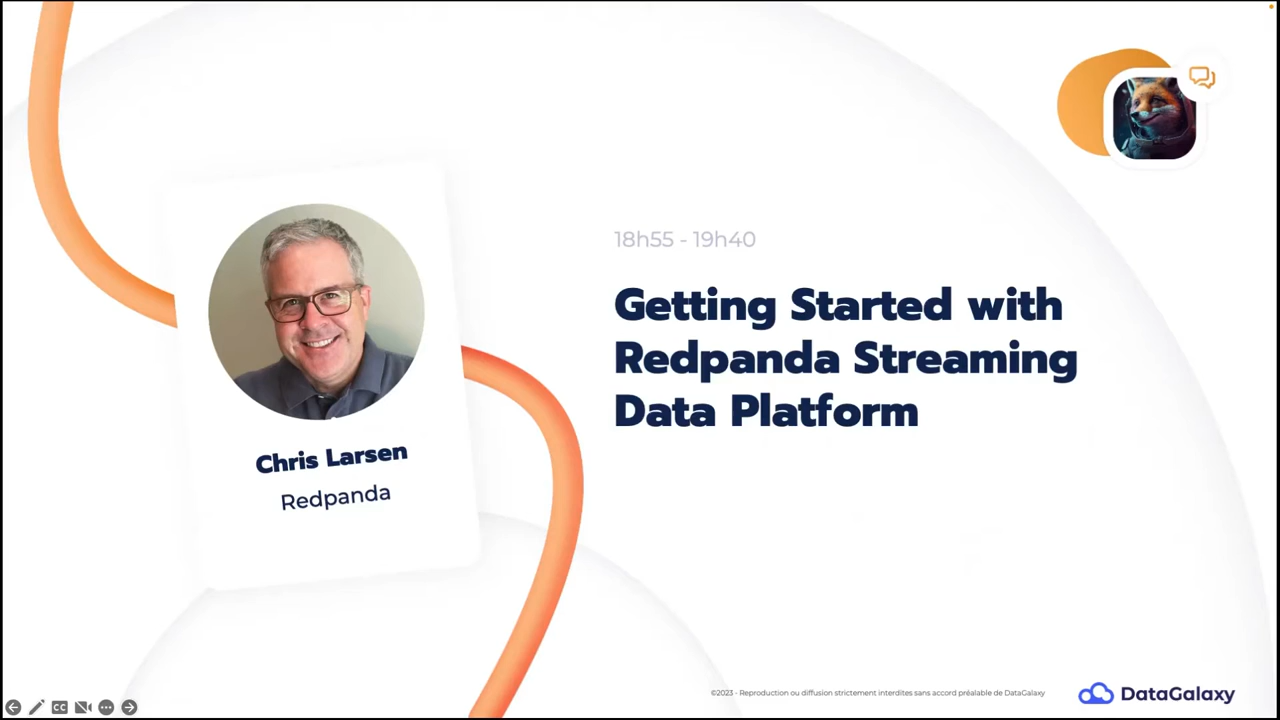 18h55 - 19h40
Getting Started with
Redpanda Streaming
Data Platform
Chris Larsen
Redpanda
©2023 - Reproduction ou diffusion strictement interdites sans accord préalable de DataGalaxy
DataGalaxy
CC